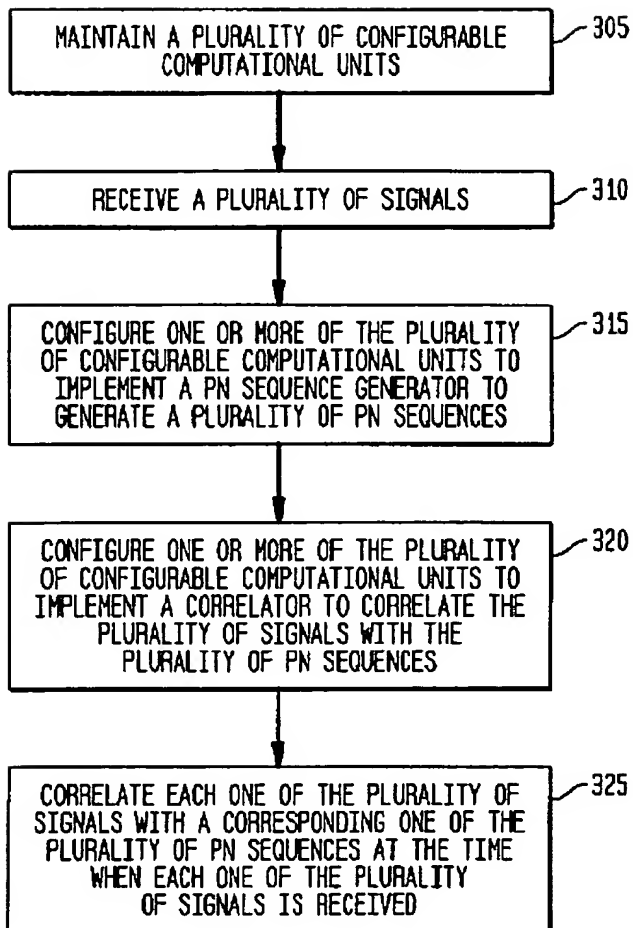 MAINTAIN A PLURALITY OF CONFIGURABLE
COMPUTATIONAL UNITS
305
RECEIVE A PLURALITY OF SIGNALS
310
CONFIGURE ONE OR MORE OF THE PLURALITY
OF CONFIGURABLE COMPUTATIONAL UNITS TO
IMPLEMENT A PN SEQUENCE GENERATOR TO
GENERATE A PLURALITY OF PN SEQUENCES
315
CONFIGURE ONE OR MORE OF THE PLURALITY
OF CONFIGURABLE COMPUTATIONAL UNITS TO
IMPLEMENT A CORRELATOR TO CORRELATE THE
PLURALITY OF SIGNALS WITH THE
PLURALITY OF PN SEQUENCES
320
CORRELATE EACH ONE OF THE PLURALITY OF
SIGNALS WITH A CORRESPONDING ONE OF THE
PLURALITY OF PN SEQUENCES AT THE TIME
WHEN EACH ONE OF THE PLURALITY
OF SIGNALS IS RECEIVED
325